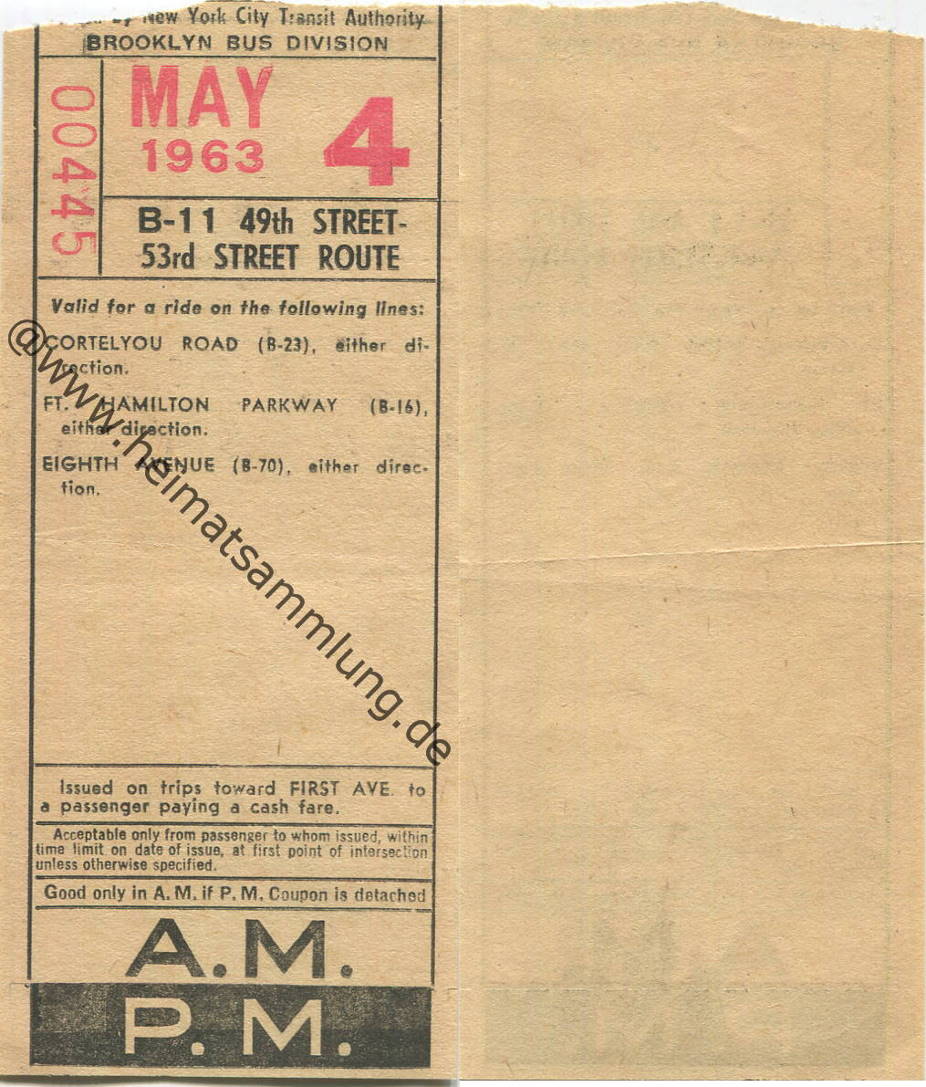 by New York City Transit Authority
BROOKLYN BUS DIVISION
00445
MAY
1963
4
B-11 49th STREET-
53rd STREET ROUTE
Valid for a ride on the following lines:
CORTELYOU ROAD (B-23), either di-
rection.
FT. HAMILTON PARKWAY (B-16),
either direction.
EIGHTH AVENUE (B-70), either direc-
tion.
@www.heimatsammlung.de
Issued on trips toward FIRST AVE. to
a passenger paying a cash fare.
Acceptable only from passenger to whom issued, within
time limit on date of issue, at first point of intersection
unless otherwise specified.
Good only in A. M. if P. M. Coupon is detached
A.M.
P. M.